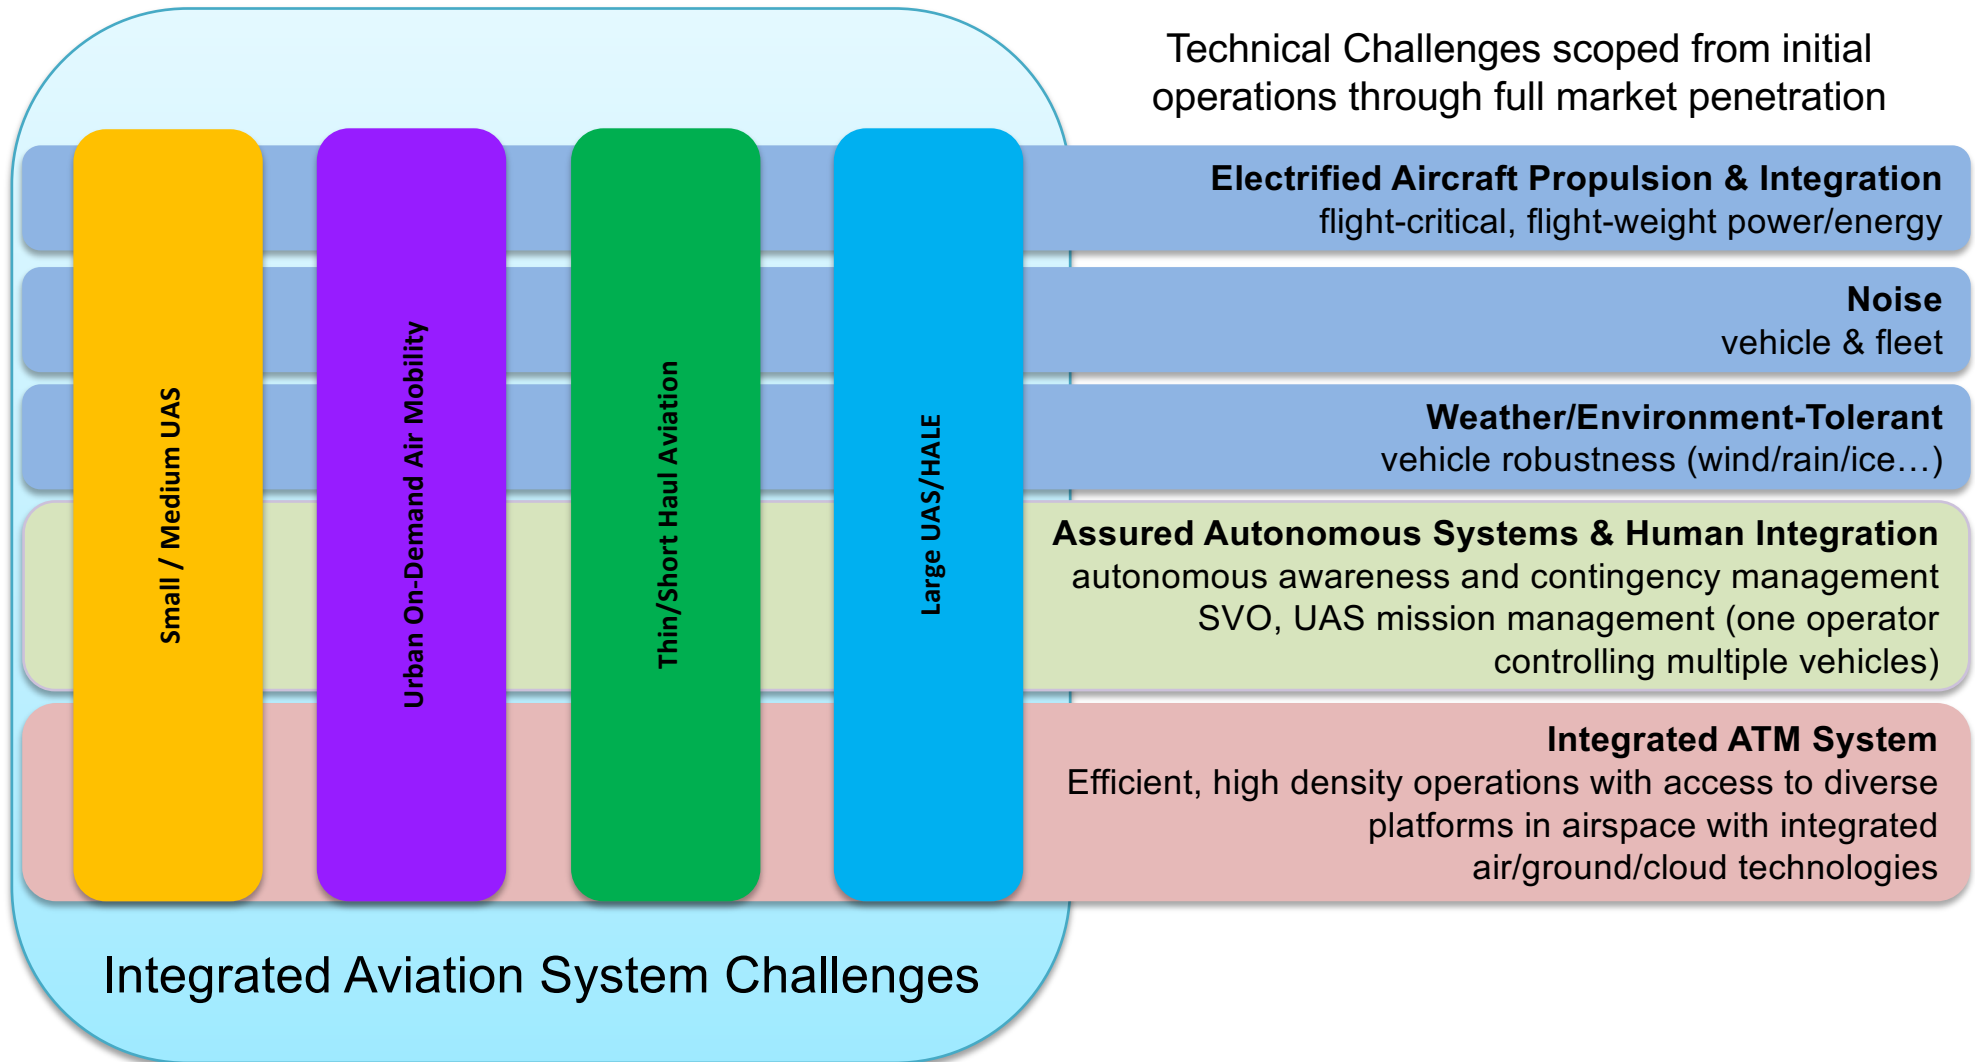 Technical Challenges scoped from initial
operations through full market penetration
Electrified Aircraft Propulsion & Integration
flight-critical, flight-weight power/energy
Noise
vehicle & fleet
Weather/Environment-Tolerant
vehicle robustness (wind/rain/ice…)
Assured Autonomous Systems & Human Integration
autonomous awareness and contingency management
SVO, UAS mission management (one operator
controlling multiple vehicles)
Integrated ATM System
Efficient, high density operations with access to diverse
platforms in airspace with integrated
air/ground/cloud technologies
Small / Medium UAS
Urban On-Demand Air Mobility
Thin/Short Haul Aviation
Large UAS/HALE
Integrated Aviation System Challenges